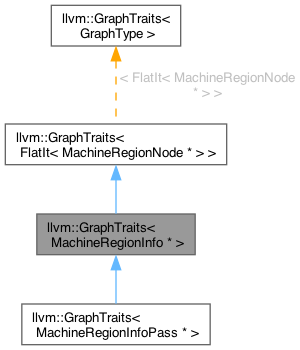 llvm::GraphTraits<
GraphType >
< FlatIt< MachineRegionNode
* > >
llvm::GraphTraits<
FlatIt< MachineRegionNode * > >
llvm::GraphTraits<
MachineRegionInfo * >
llvm::GraphTraits<
MachineRegionInfoPass * >